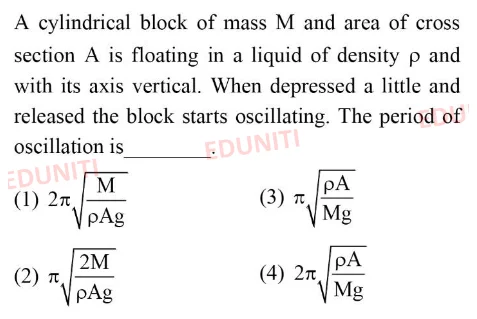 A cylindrical block of mass M and area of cross
section A is floating in a liquid of density ρ and
with its axis vertical. When depressed a little and
released the block starts oscillating. The period of
oscillation is________.
EDUNITI
EDUNITI
EDU
(1) 2π√(M/ρAg)
(3) π√(ρA/Mg)
(2) π√(2M/ρAg)
(4) 2π√(ρA/Mg)